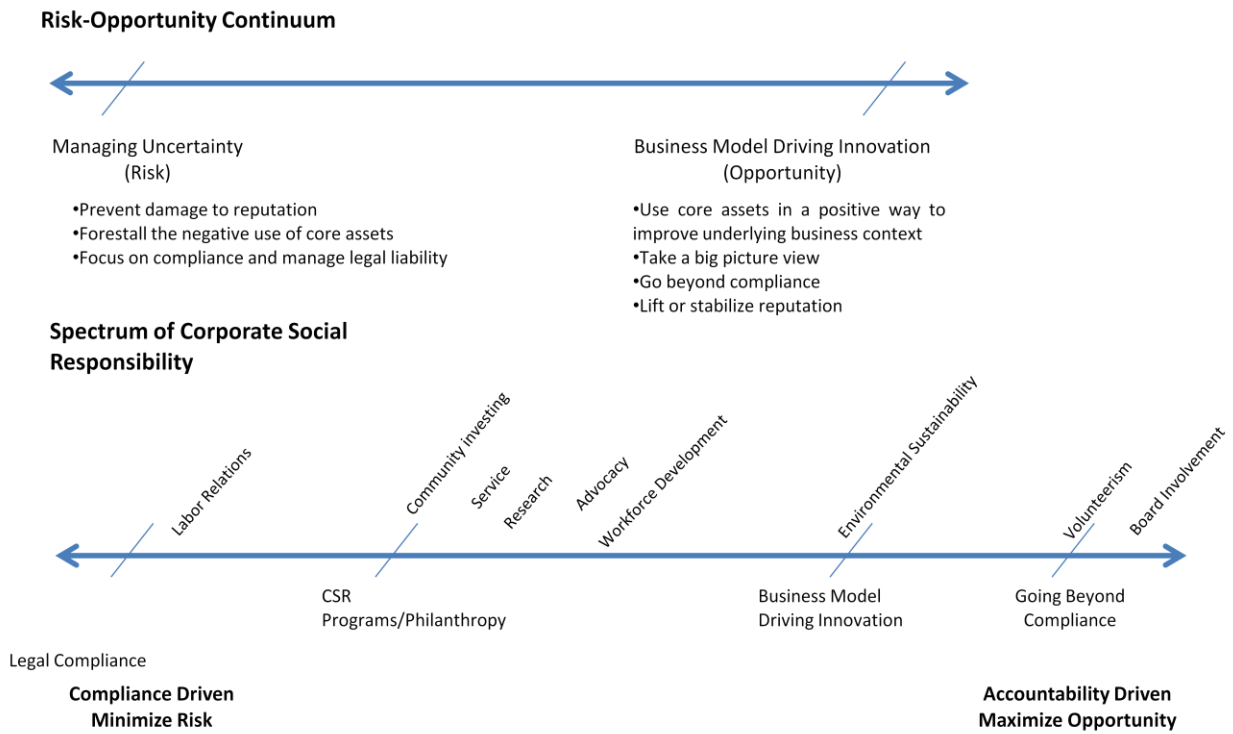 Risk-Opportunity Continuum
Managing Uncertainty
(Risk)
•Prevent damage to reputation
•Forestall the negative use of core assets
•Focus on compliance and manage legal liability
Business Model Driving Innovation
(Opportunity)
•Use core assets in a positive way to
improve underlying business context
•Take a big picture view
•Go beyond compliance
•Lift or stabilize reputation
Spectrum of Corporate Social
Responsibility
Labor Relations
Community investing
Service
Research
Advocacy
Workforce Development
Environmental Sustainability
Volunteerism
Board Involvement
CSR
Programs/Philanthropy
Business Model
Driving Innovation
Going Beyond
Compliance
Legal Compliance
Compliance Driven
Minimize Risk
Accountability Driven
Maximize Opportunity